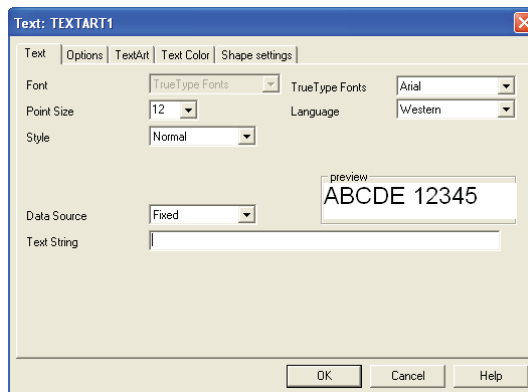 Text: TEXTART1
Text Options TextArt Text Color Shape settings
Font TrueType Fonts TrueType Fonts Arial
Point Size 12 Language Western
Style Normal
preview
ABCDE 12345
Data Source Fixed
Text String
OK Cancel Help